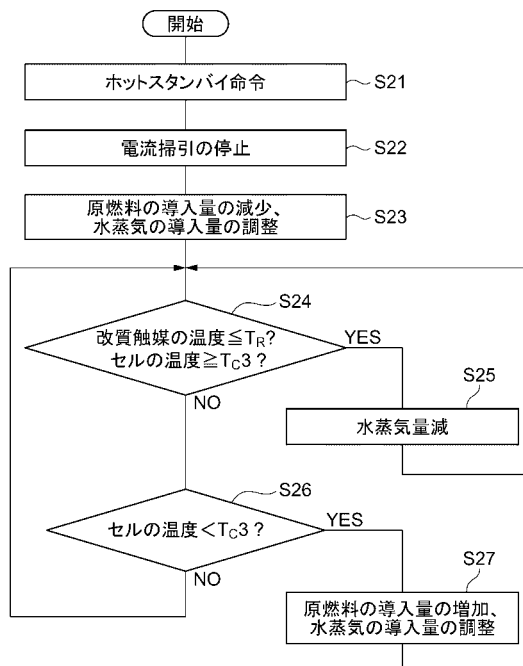 開始
ホットスタンバイ命令
S21
電流掃引の停止
S22
原燃料の導入量の減少、
水蒸気の導入量の調整
S23
S24
改質触媒の温度≦TR?
セルの温度≧TC3?
YES
NO
S25
水蒸気量減
S26
セルの温度<TC3?
YES
NO
S27
原燃料の導入量の増加、
水蒸気の導入量の調整